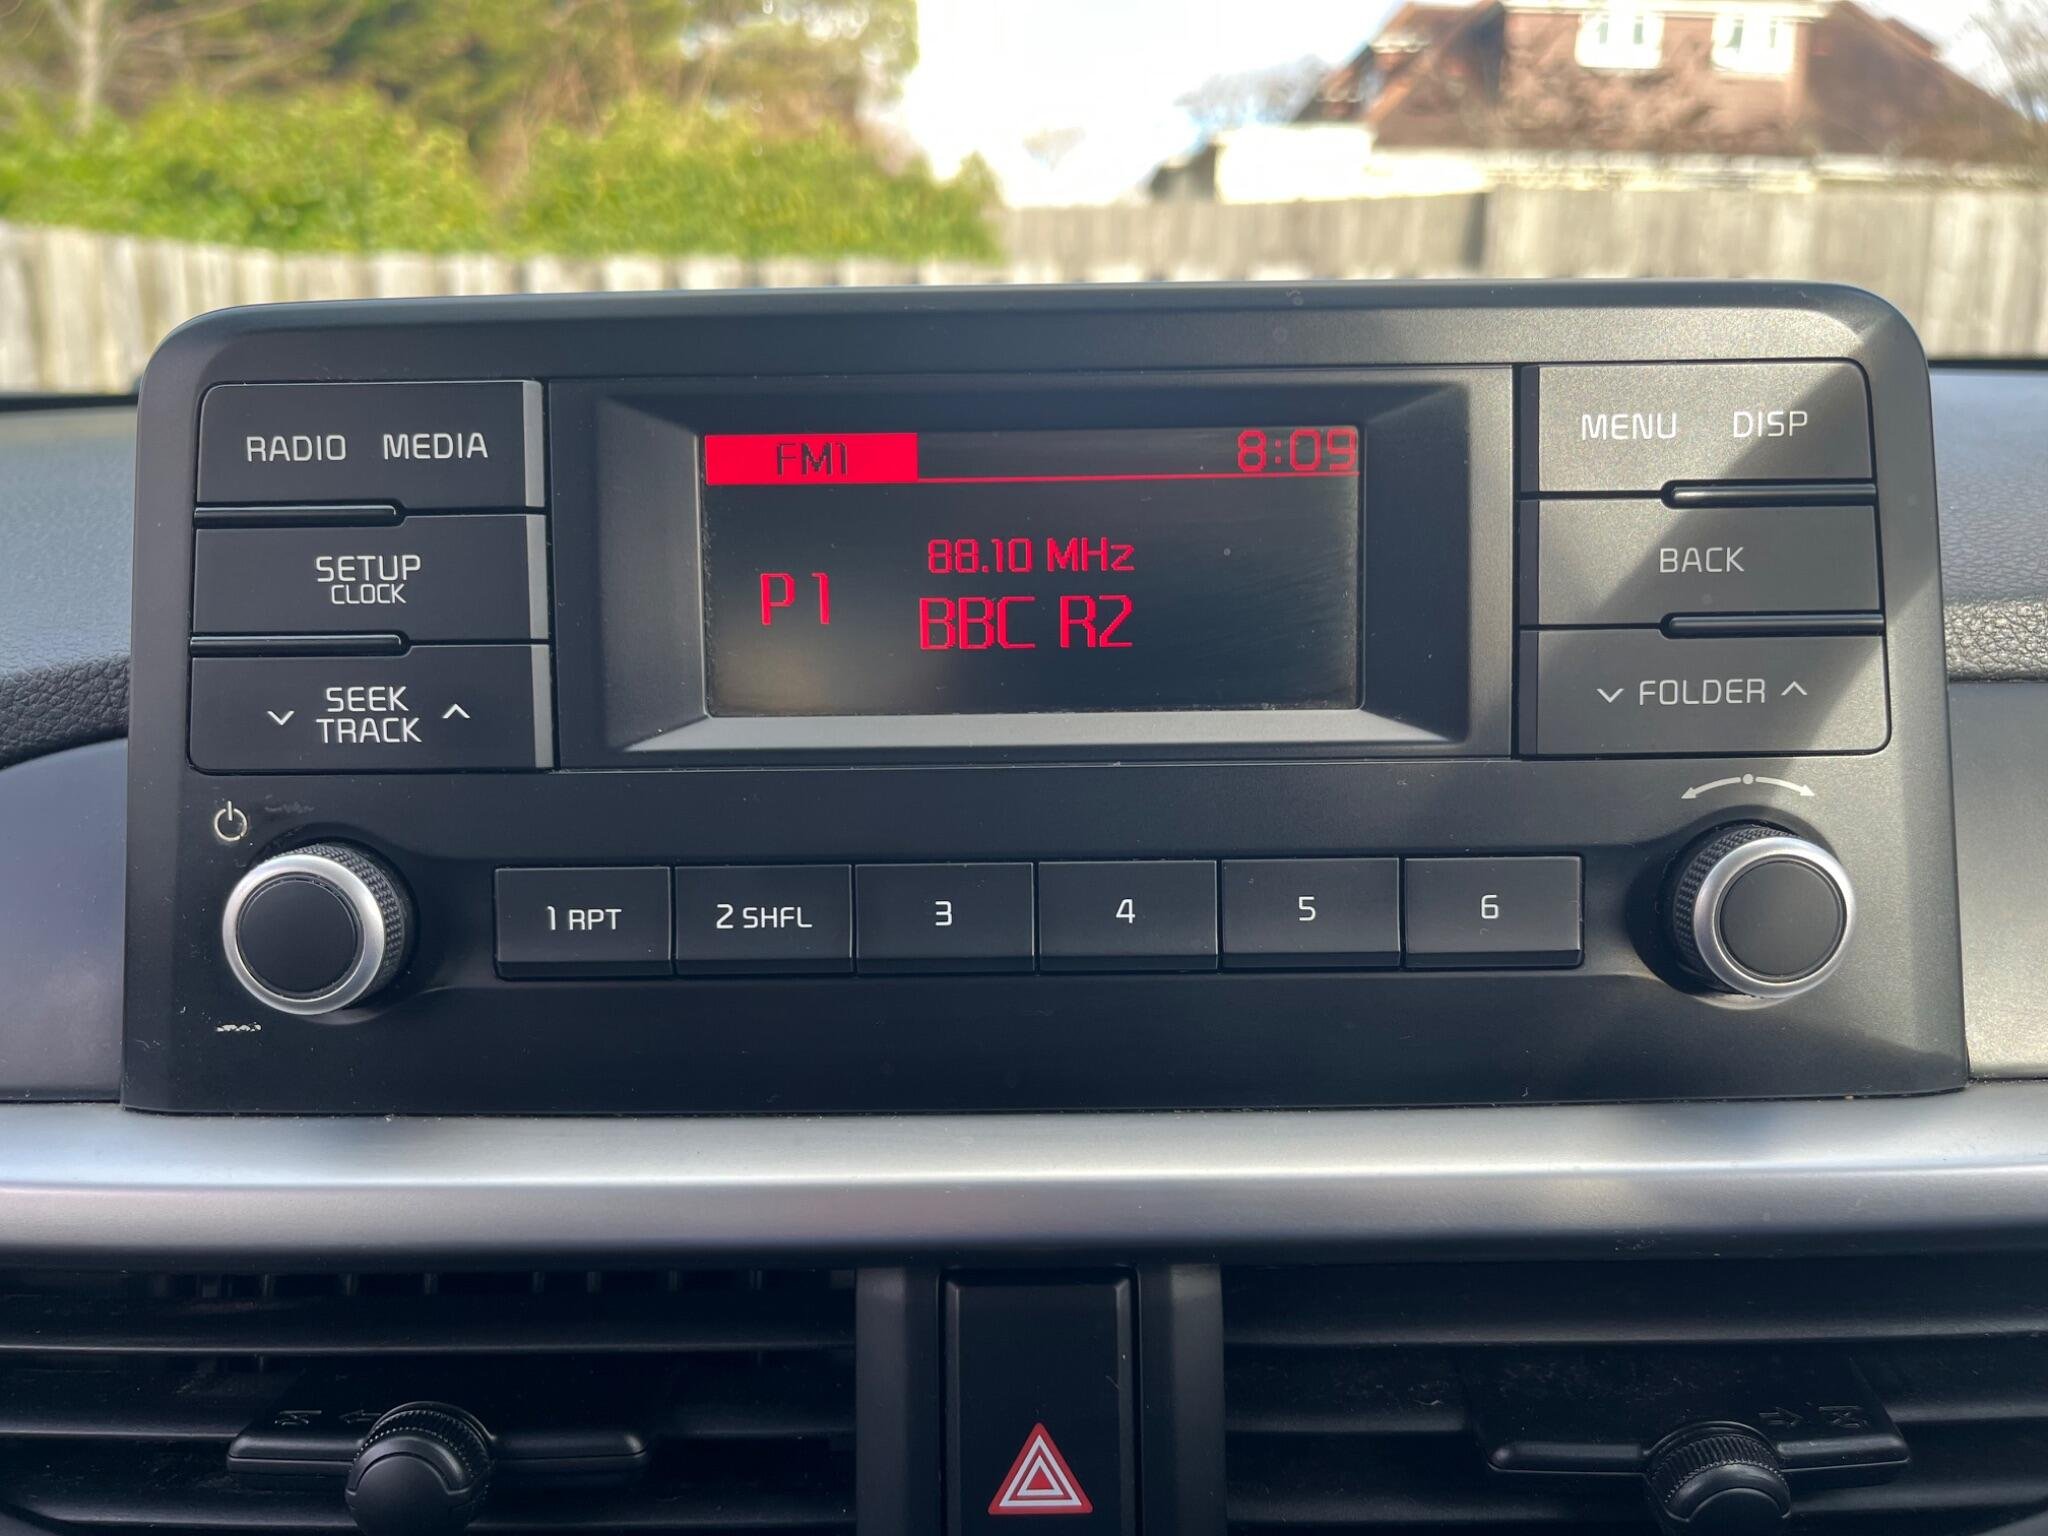 RADIO MEDIA
SETUP
CLOCK
SEEK
TRACK
FM1 8:09
88.10 MHz
P1 BBC R2
MENU DISP
BACK
FOLDER
1 RPT 2 SHFL 3 4 5 6